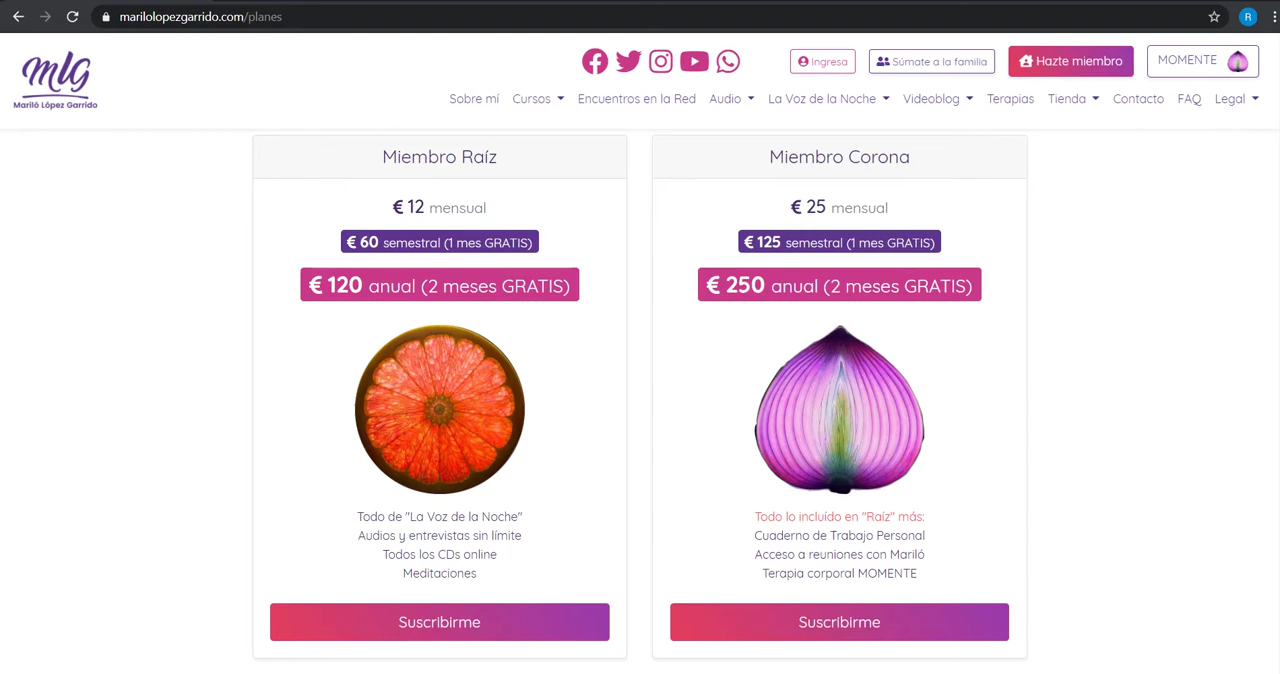 marilolopezgarrido.com/planes
R
mlg
Mariló López Garrido
Ingresa
Súmate a la familia
Hazte miembro
MOMENTE
Sobre mí Cursos Encuentros en la Red Audio La Voz de la Noche Videoblog Terapias Tienda Contacto FAQ Legal
Miembro Raíz
€ 12 mensual
€ 60 semestral (1 mes GRATIS)
€ 120 anual (2 meses GRATIS)
Todo de "La Voz de la Noche"
Audios y entrevistas sin límite
Todos los CDs online
Meditaciones
Suscribirme
Miembro Corona
€ 25 mensual
€ 125 semestral (1 mes GRATIS)
€ 250 anual (2 meses GRATIS)
Todo lo incluído en "Raíz" más:
Cuaderno de Trabajo Personal
Acceso a reuniones con Mariló
Terapia corporal MOMENTE
Suscribirme